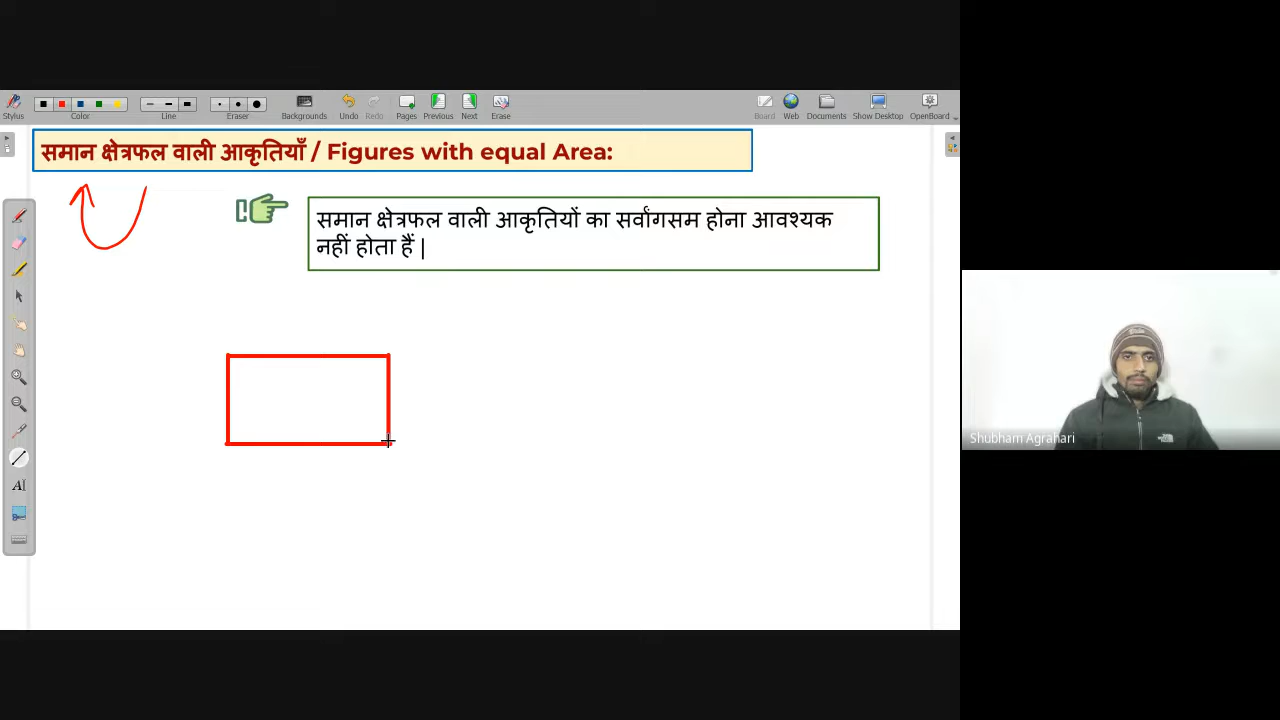 Color
Line
Eraser
Backgrounds
Undo
Redo
Pages
Previous
Next
Erase
Board
Web
Documents
Show Desktop
OpenBoard
Stylus
समान क्षेत्रफल वाली आकृतियाँ / Figures with equal Area:
समान क्षेत्रफल वाली आकृतियों का सर्वांगसम होना आवश्यक
नहीं होता हैं |
AI
Shubham Agrahari